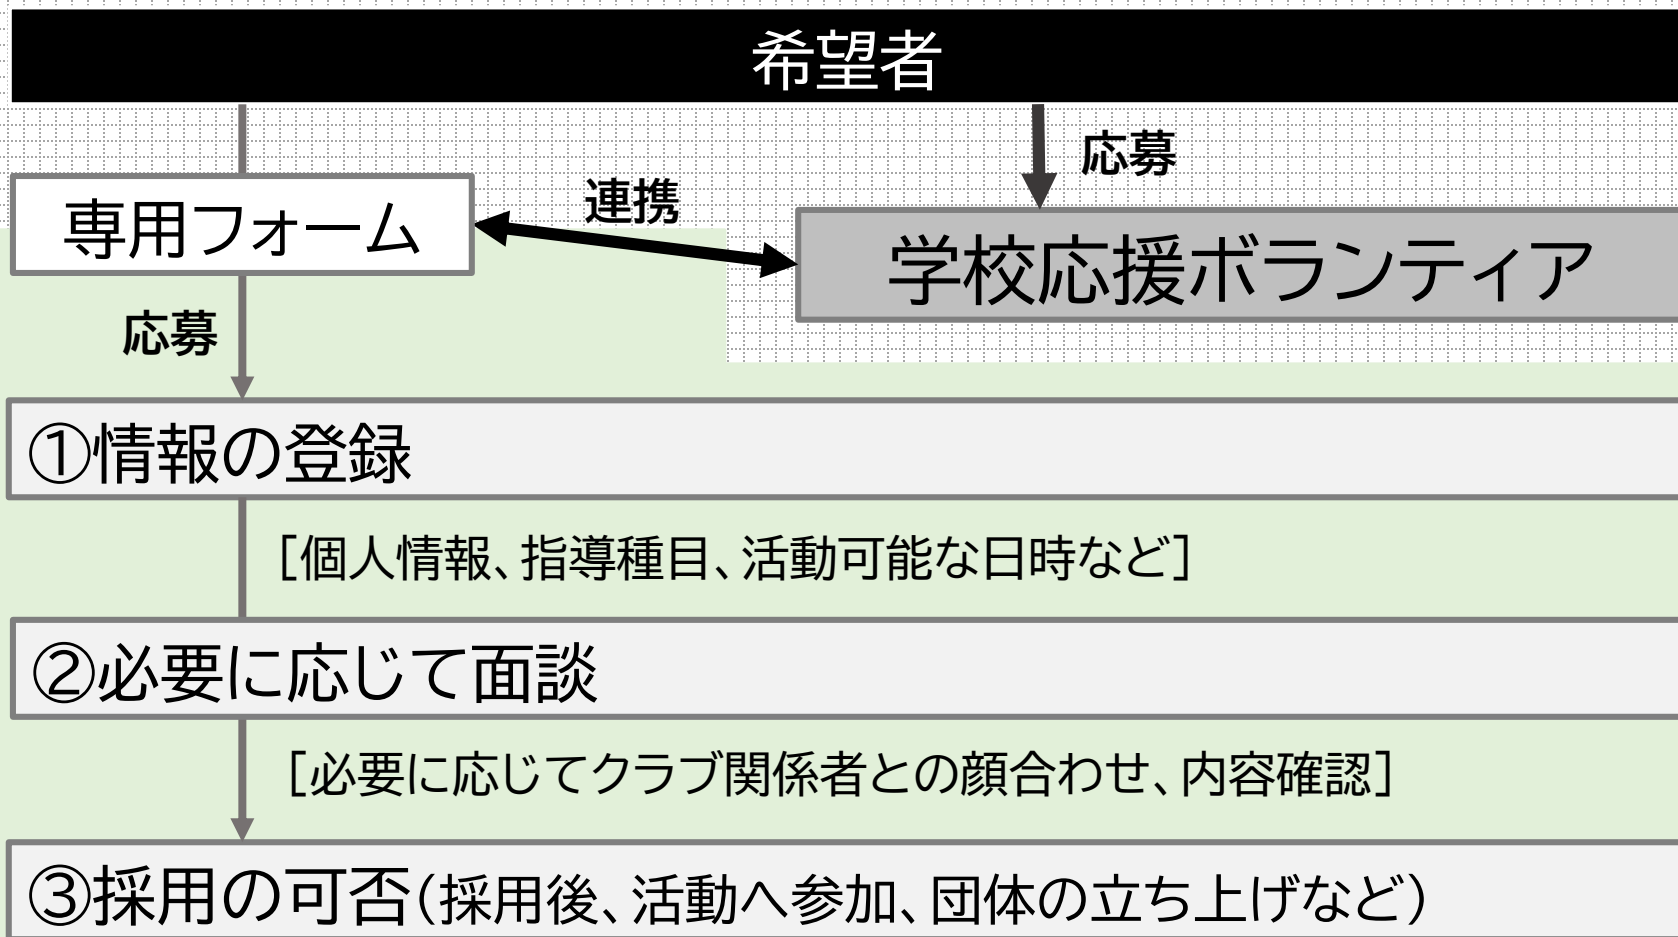 希望者
応募
連携
専用フォーム
学校応援ボランティア
応募
①情報の登録
[個人情報、指導種目、活動可能な日時など]
②必要に応じて面談
[必要に応じてクラブ関係者との顔合わせ、内容確認]
③採用の可否(採用後、活動へ参加、団体の立ち上げなど)